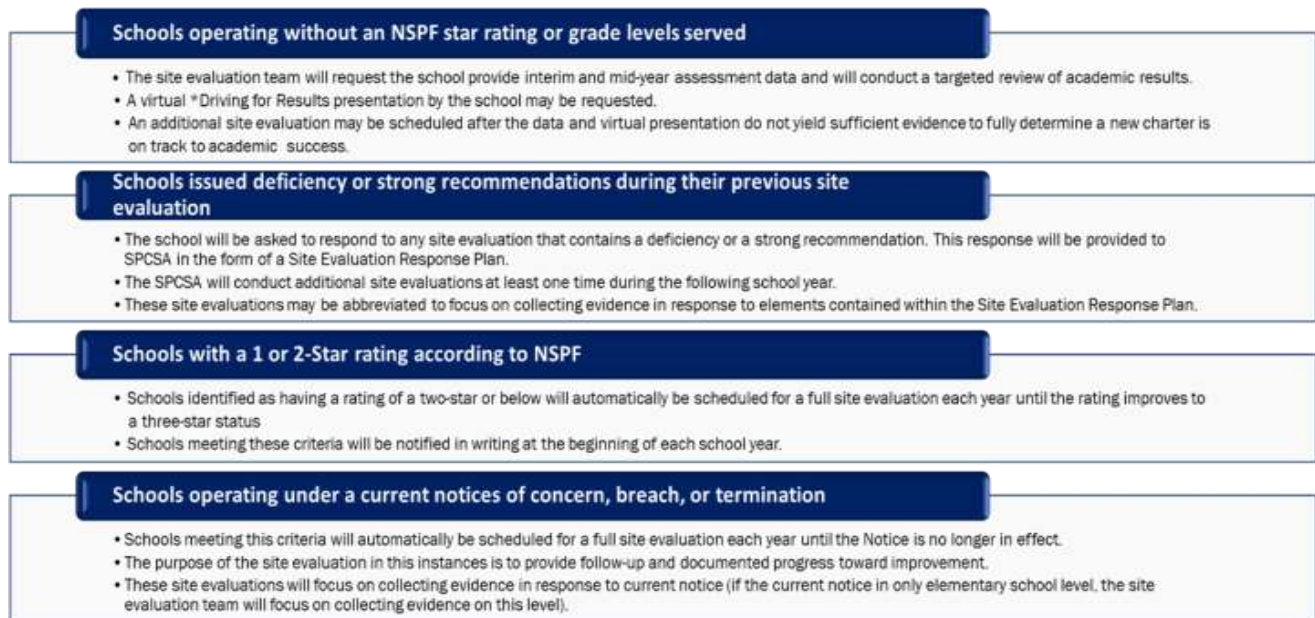 Schools operating without an NSPF star rating or grade levels served
• The site evaluation team will request the school provide interim and mid-year assessment data and will conduct a targeted review of academic results.
• A virtual *Driving for Results presentation by the school may be requested.
• An additional site evaluation may be scheduled after the data and virtual presentation do not yield sufficient evidence to fully determine a new charter is
on track to academic success.
Schools issued deficiency or strong recommendations during their previous site
evaluation
• The school will be asked to respond to any site evaluation that contains a deficiency or a strong recommendation. This response will be provided to
SPCSA in the form of a Site Evaluation Response Plan.
• The SPCSA will conduct additional site evaluations at least one time during the following school year.
• These site evaluations may be abbreviated to focus on collecting evidence in response to elements contained within the Site Evaluation Response Plan.
Schools with a 1 or 2-Star rating according to NSPF
• Schools identified as having a rating of a two-star or below will automatically be scheduled for a full site evaluation each year until the rating improves to
a three-star status
• Schools meeting these criteria will be notified in writing at the beginning of each school year.
Schools operating under a current notices of concern, breach, or termination
• Schools meeting this criteria will automatically be scheduled for a full site evaluation each year until the Notice is no longer in effect.
• The purpose of the site evaluation in this instances is to provide follow-up and documented progress toward improvement.
• These site evaluations will focus on collecting evidence in response to current notice (if the current notice in only elementary school level, the site
evaluation team will focus on collecting evidence on this level).